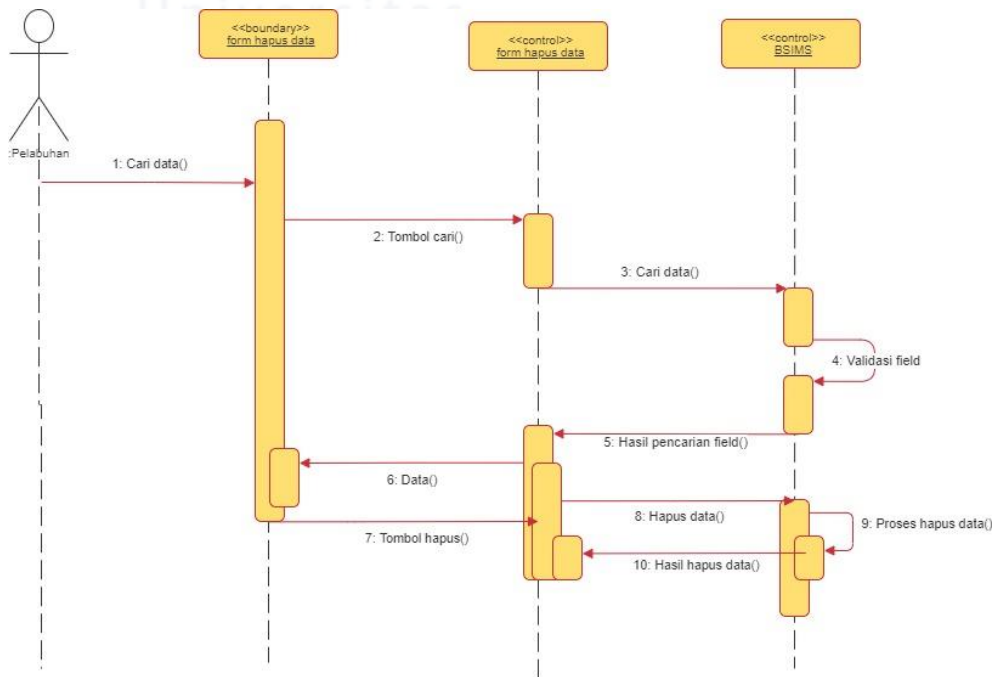 Universitas
<<boundary>>
form hapus data
<<control>>
form hapus data
<<control>>
BSIMS
:Pelabuhan
1: Cari data()
2: Tombol cari()
3: Cari data()
4: Validasi field
5: Hasil pencarian field()
6: Data()
7: Tombol hapus()
8: Hapus data()
9: Proses hapus data()
10: Hasil hapus data()